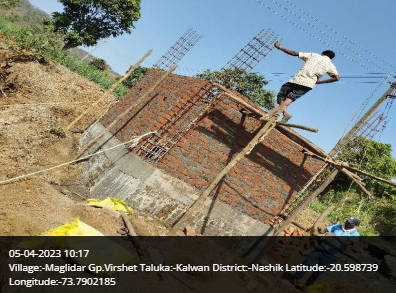 05-04-2023 10:17
Village:-Maglidar Gp.Virshet Taluka:-Kalwan District:-Nashik Latitude:-20.598739
Longitude:-73.7902185